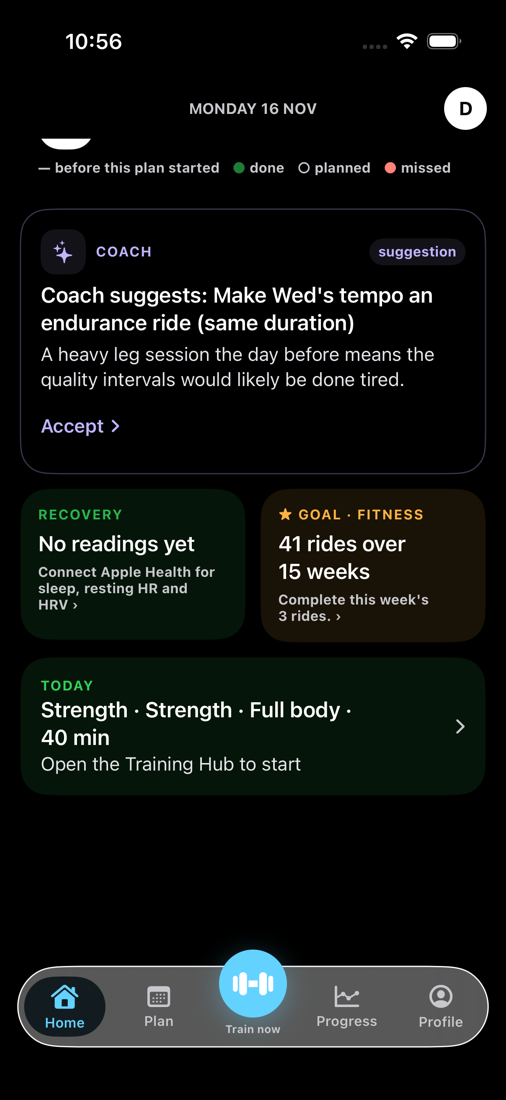 10:56
MONDAY 16 NOV
D
— before this plan started
done
planned
missed
COACH
suggestion
Coach suggests: Make Wed's tempo an
endurance ride (same duration)
A heavy leg session the day before means the
quality intervals would likely be done tired.
Accept >
RECOVERY
No readings yet
Connect Apple Health for
sleep, resting HR and
HRV ›
★ GOAL · FITNESS
41 rides over
15 weeks
Complete this week's
3 rides. ›
TODAY
Strength · Strength · Full body ·
40 min
Open the Training Hub to start
Home
Plan
Train now
Progress
Profile